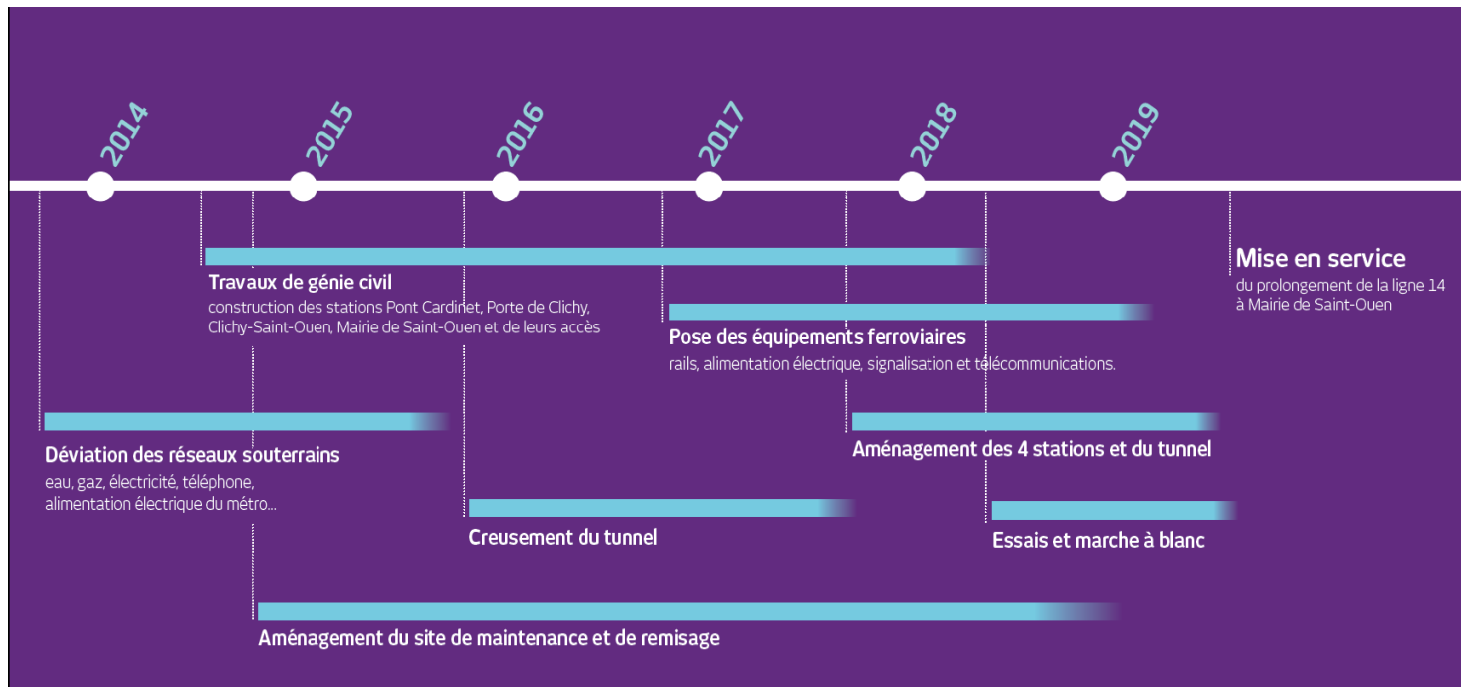 2014
2015
2016
2017
2018
2019
Travaux de génie civil
construction des stations Pont Cardinet, Porte de Clichy,
Clichy-Saint-Ouen, Mairie de Saint-Ouen et de leurs accès
Mise en service
du prolongement de la ligne 14
à Mairie de Saint-Ouen
Pose des équipements ferroviaires
rails, alimentation électrique, signalisation et télécommunications.
Déviation des réseaux souterrains
eau, gaz, électricité, téléphone,
alimentation électrique du métro...
Aménagement des 4 stations et du tunnel
Creusement du tunnel
Essais et marche à blanc
Aménagement du site de maintenance et de remisage